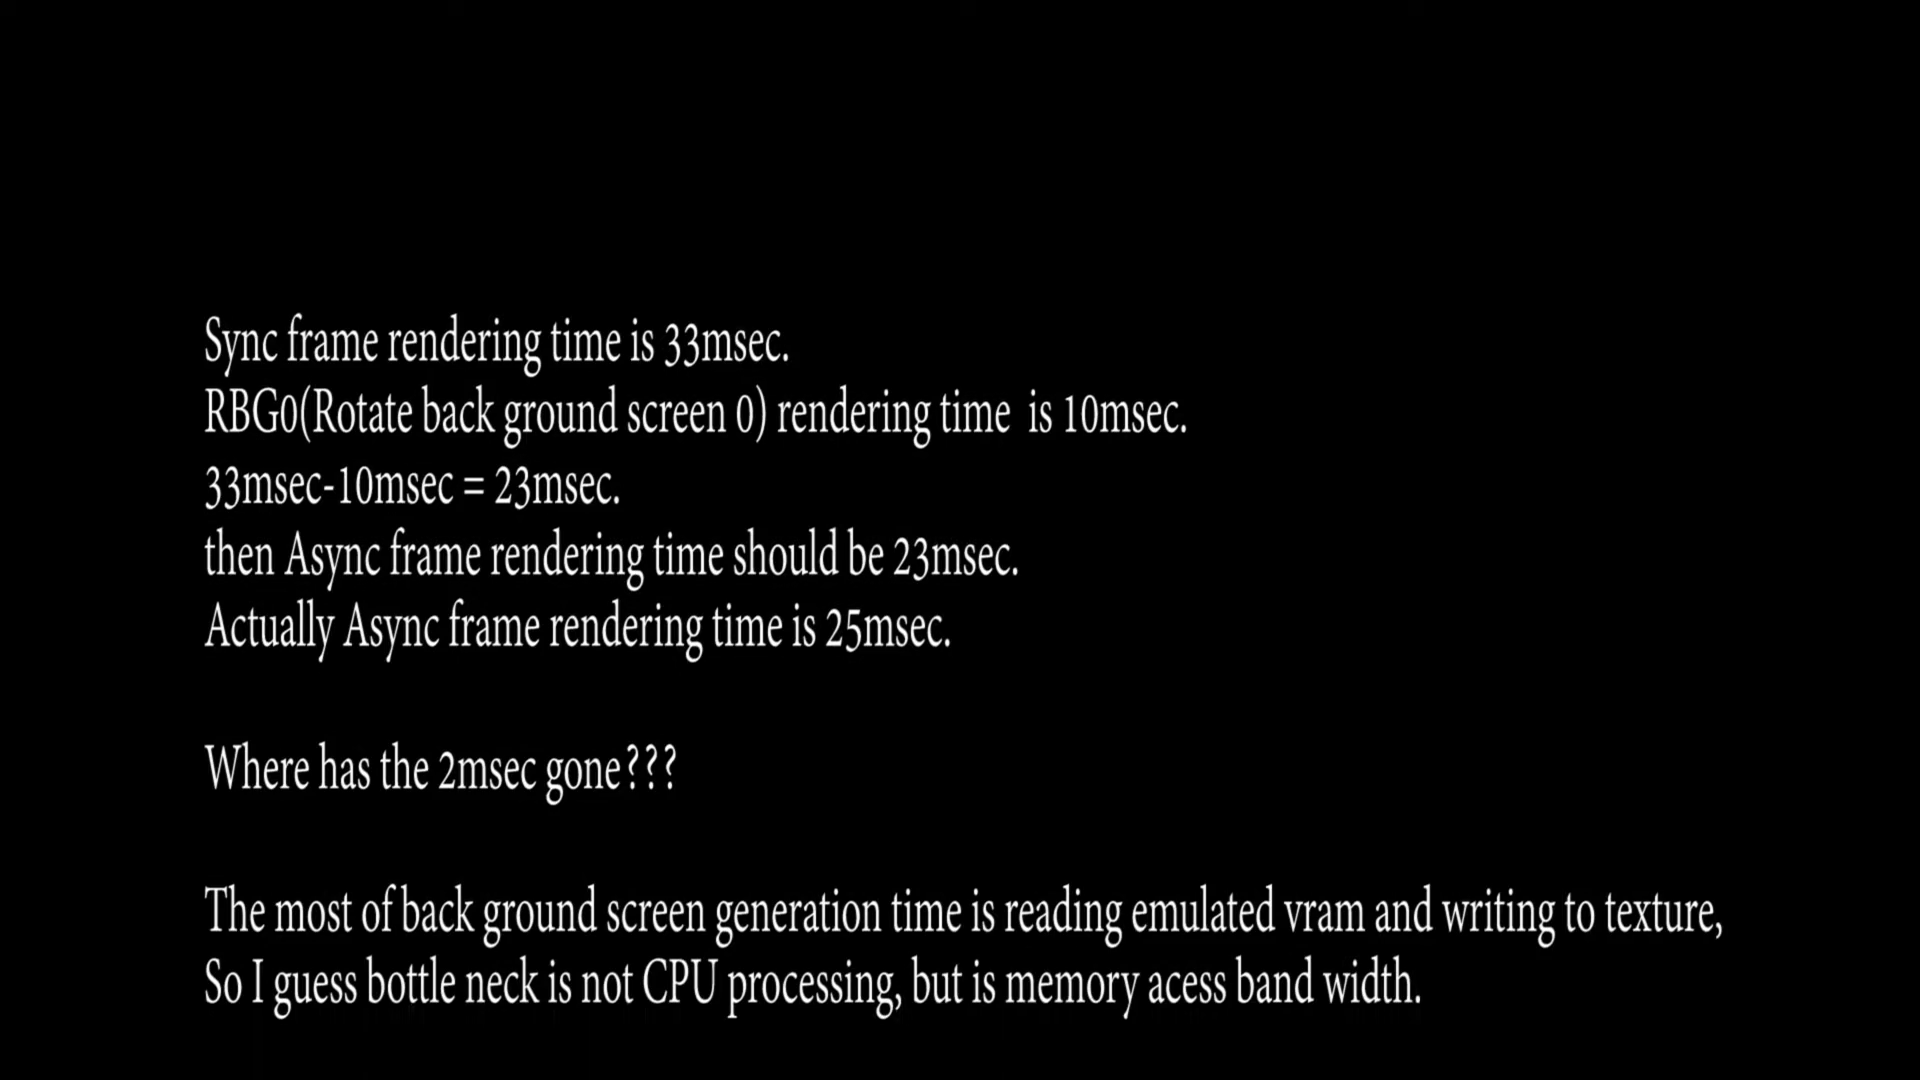 Sync frame rendering time is 33msec.
RBG0(Rotate back ground screen 0) rendering time  is 10msec.
33msec-10msec = 23msec.
then Async frame rendering time should be 23msec.
Actually Async frame rendering time is 25msec.
Where has the 2msec gone???
The most of back ground screen generation time is reading emulated vram and writing to texture,
So I guess bottle neck is not CPU processing, but is memory acess band width.